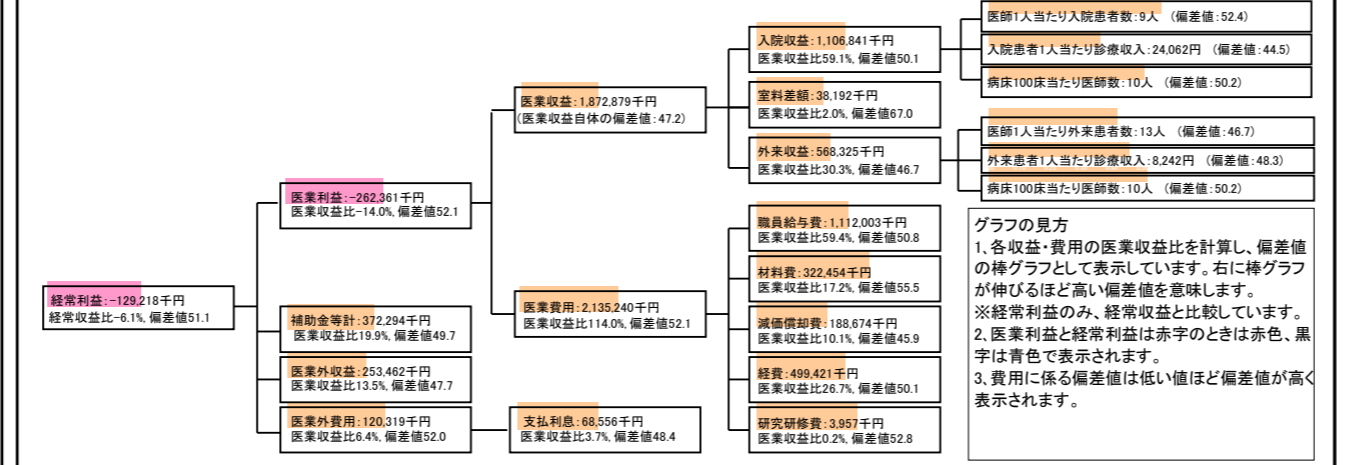 医師1人当たり入院患者数:9人 (偏差値:52.4)
入院収益:1,106,841千円
医業収益比59.1%, 偏差値50.1
入院患者1人当たり診療収入:24,062円 (偏差値:44.5)
病床100床当たり医師数:10人 (偏差値:50.2)
医業収益:1,872,879千円
(医業収益自体の偏差値:47.2)
室料差額:38,192千円
医業収益比2.0%, 偏差値67.0
医師1人当たり外来患者数:13人 (偏差値:46.7)
外来収益:568,325千円
医業収益比30.3%, 偏差値46.7
外来患者1人当たり診療収入:8,242円 (偏差値:48.3)
病床100床当たり医師数:10人 (偏差値:50.2)
医業利益:-262,361千円
医業収益比-14.0%, 偏差値52.1
職員給与費:1,112,003千円
医業収益比59.4%, 偏差値50.8
材料費:322,454千円
医業収益比17.2%, 偏差値55.5
経常利益:-129,218千円
経常収益比-6.1%, 偏差値51.1
医業費用:2,135,240千円
医業収益比114.0%, 偏差値52.1
補助金等計:372,294千円
医業収益比19.9%, 偏差値49.7
減価償却費:188,674千円
医業収益比10.1%, 偏差値45.9
医業外収益:253,462千円
医業収益比13.5%, 偏差値47.7
経費:499,421千円
医業収益比26.7%, 偏差値50.1
医業外費用:120,319千円
医業収益比6.4%, 偏差値52.0
支払利息:68,556千円
医業収益比3.7%, 偏差値48.4
研究研修費:3,957千円
医業収益比0.2%, 偏差値52.8
グラフの見方
1、各収益・費用の医業収益比を計算し、偏差値
の棒グラフとして表示しています。右に棒グラフ
が伸びるほど高い偏差値を意味します。
※経常利益のみ、経常収益と比較しています。
2、医業利益と経常利益は赤字のときは赤色、黒
字は青色で表示されます。
3、費用に係る偏差値は低い値ほど偏差値が高く
表示されます。